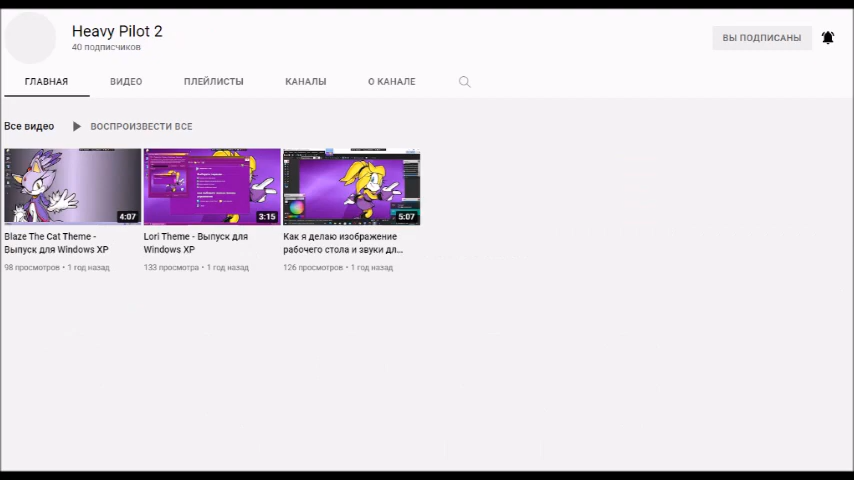 Heavy Pilot 2
40 подписчиков
ВЫ ПОДПИСАНЫ
ГЛАВНАЯ ВИДЕО ПЛЕЙЛИСТЫ КАНАЛЫ О КАНАЛЕ
Все видео ВОСПРОИЗВЕСТИ ВСЕ
4:07
3:15
5:07
Blaze The Cat Theme -
Выпуск для Windows XP
98 просмотров • 1 год назад
Lori Theme - Выпуск для
Windows XP
133 просмотра • 1 год назад
Как я делаю изображение
рабочего стола и звуки дл...
126 просмотров • 1 год назад